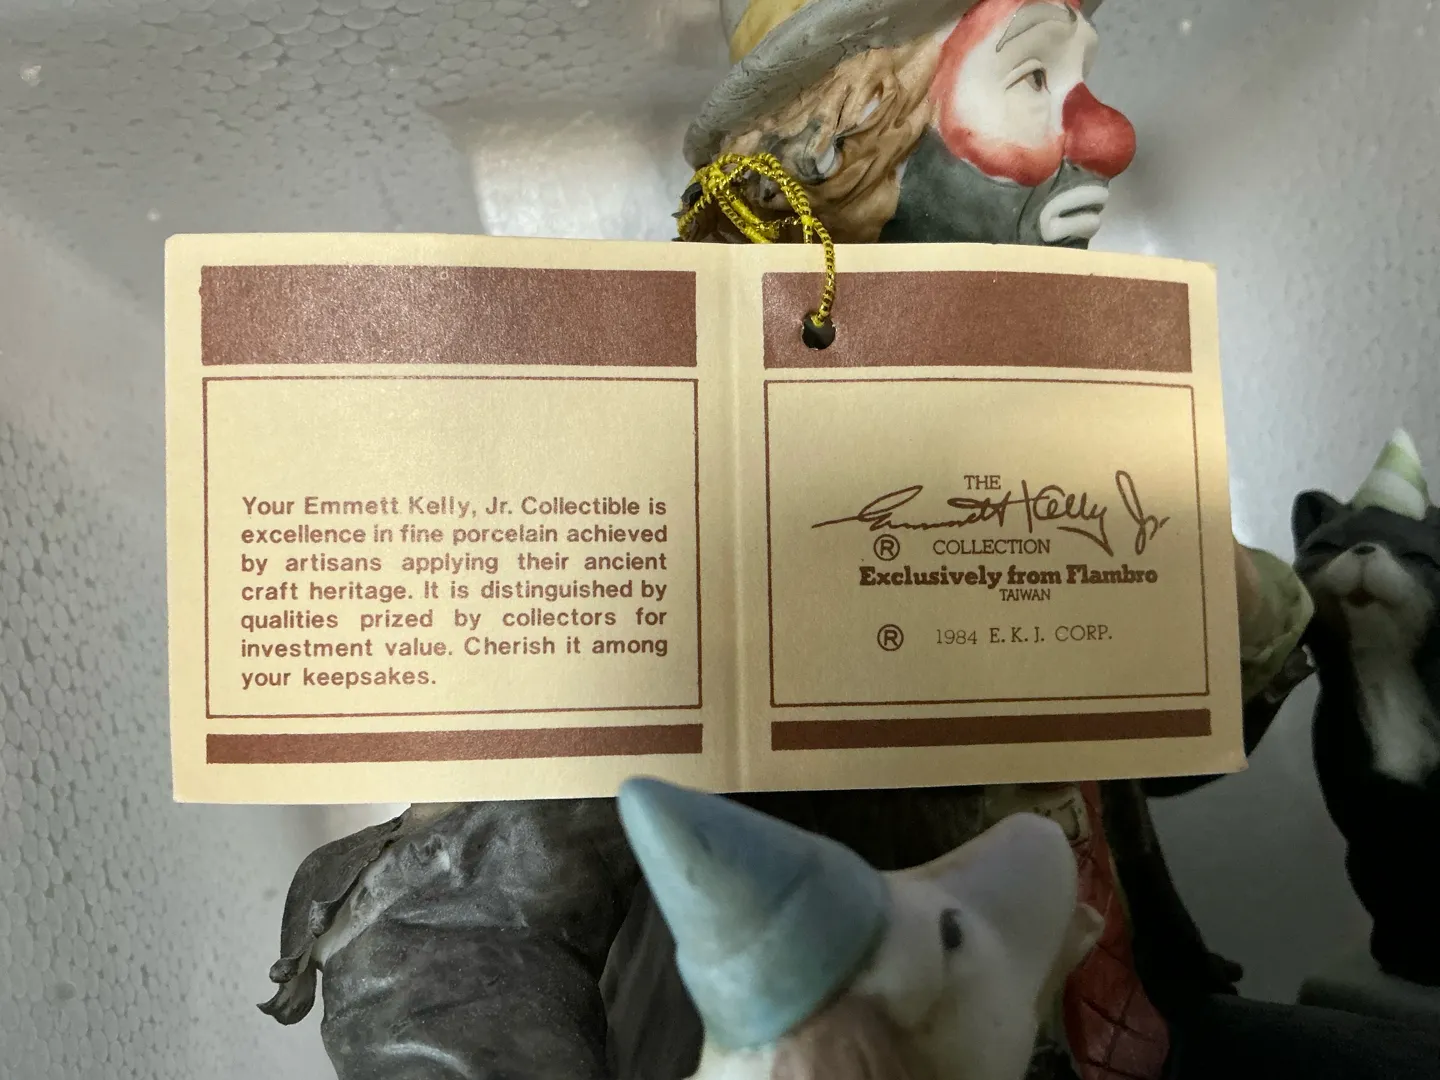 Your Emmett Kelly, Jr. Collectible is
excellence in fine porcelain achieved
by artisans applying their ancient
craft heritage. It is distinguished by
qualities prized by collectors for
investment value. Cherish it among
your keepsakes.
THE
Emmett Kelly Jr.
® COLLECTION
Exclusively from Flambro
TAIWAN
® 1984 E. K. J. CORP.